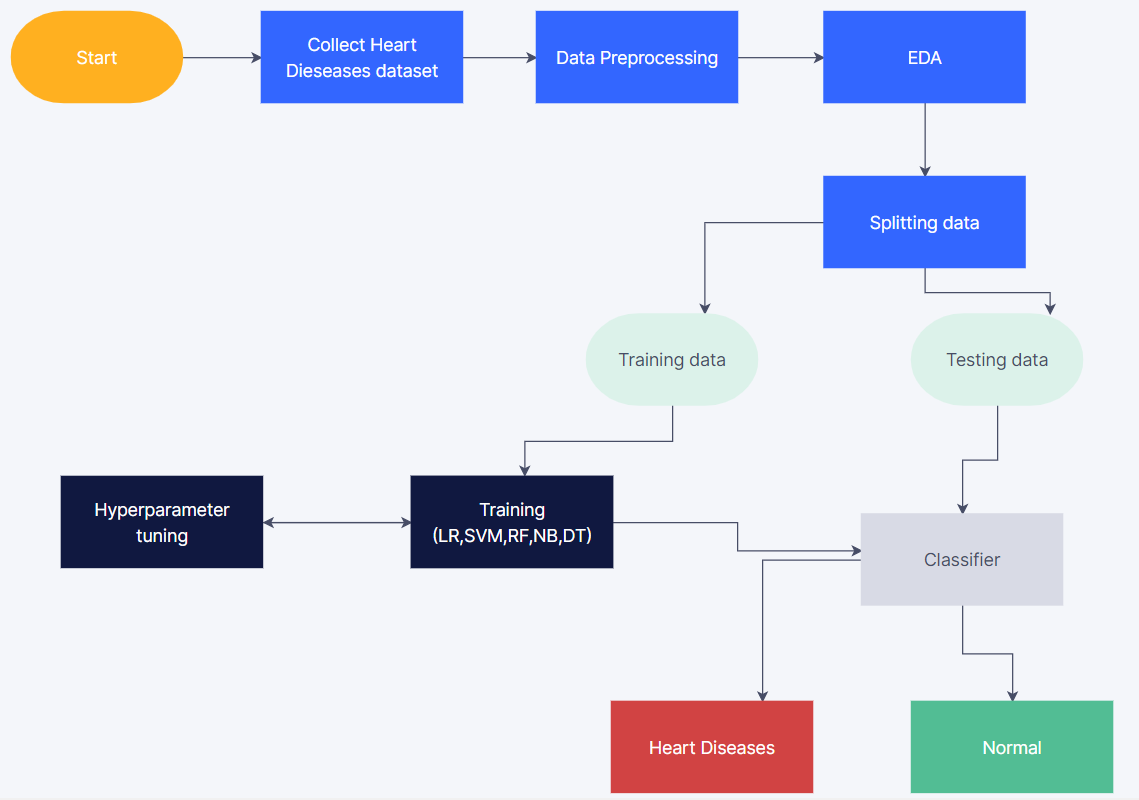 Start
Collect Heart
Dieseases dataset
Data Preprocessing
EDA
Splitting data
Training data
Testing data
Hyperparameter
tuning
Training
(LR,SVM,RF,NB,DT)
Classifier
Heart Diseases
Normal